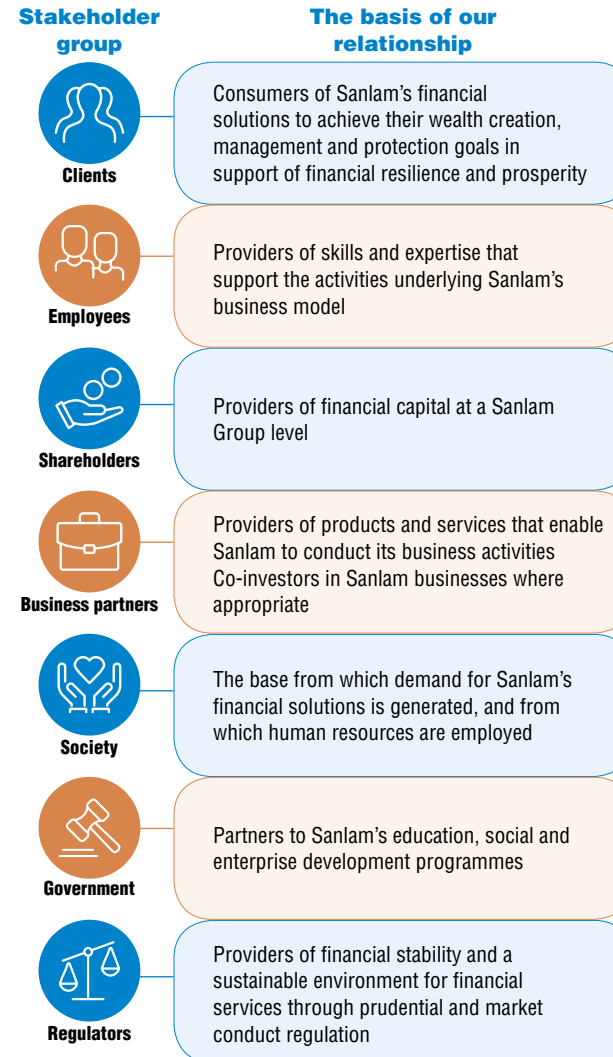 Stakeholder
group
The basis of our
relationship
Clients
Consumers of Sanlam’s financial
solutions to achieve their wealth creation,
management and protection goals in
support of financial resilience and prosperity
Employees
Providers of skills and expertise that
support the activities underlying Sanlam’s
business model
Shareholders
Providers of financial capital at a Sanlam
Group level
Business partners
Providers of products and services that enable
Sanlam to conduct its business activities
Co-investors in Sanlam businesses where
appropriate
Society
The base from which demand for Sanlam’s
financial solutions is generated, and from
which human resources are employed
Government
Partners to Sanlam’s education, social and
enterprise development programmes
Regulators
Providers of financial stability and a
sustainable environment for financial
services through prudential and market
conduct regulation